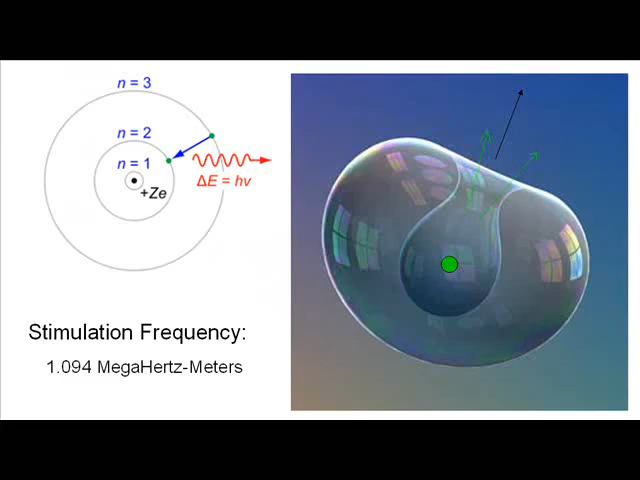 n = 3
n = 2
n = 1
+Ze
ΔE = hν
Stimulation Frequency:
1.094 MegaHertz-Meters